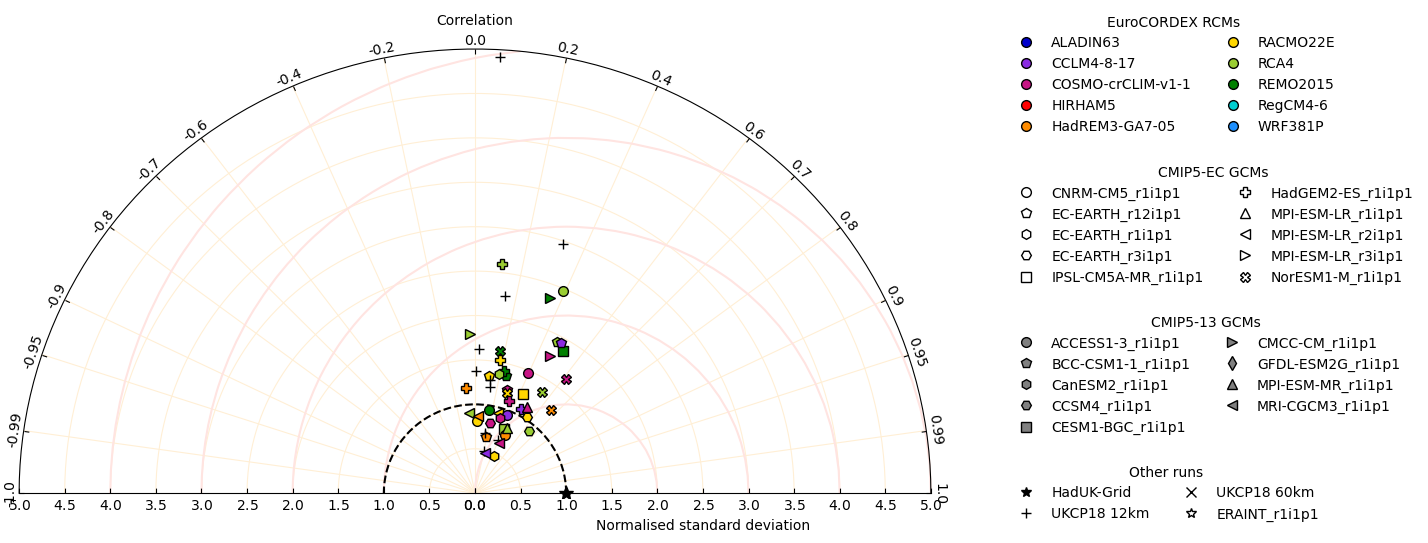 Correlation
0.0
-0.2
0.2
-0.4
0.4
-0.6
0.6
-0.7
0.7
-0.8
0.8
-0.9
0.9
-0.95
0.95
-0.99
0.99
-1.0
1.0
5.0 4.5 4.0 3.5 3.0 2.5 2.0 1.5 1.0 0.5 0.0 0.5 1.0 1.5 2.0 2.5 3.0 3.5 4.0 4.5 5.0
Normalised standard deviation
EuroCORDEX RCMs
ALADIN63 RACMO22E
CCLM4-8-17 RCA4
COSMO-crCLIM-v1-1 REMO2015
HIRHAM5 RegCM4-6
HadREM3-GA7-05 WRF381P
CMIP5-EC GCMs
CNRM-CM5_r1i1p1 HadGEM2-ES_r1i1p1
EC-EARTH_r12i1p1 MPI-ESM-LR_r1i1p1
EC-EARTH_r1i1p1 MPI-ESM-LR_r2i1p1
EC-EARTH_r3i1p1 MPI-ESM-LR_r3i1p1
IPSL-CM5A-MR_r1i1p1 NorESM1-M_r1i1p1
CMIP5-13 GCMs
ACCESS1-3_r1i1p1 CMCC-CM_r1i1p1
BCC-CSM1-1_r1i1p1 GFDL-ESM2G_r1i1p1
CanESM2_r1i1p1 MPI-ESM-MR_r1i1p1
CCSM4_r1i1p1 MRI-CGCM3_r1i1p1
CESM1-BGC_r1i1p1
Other runs
HadUK-Grid UKCP18 60km
UKCP18 12km ERAINT_r1i1p1